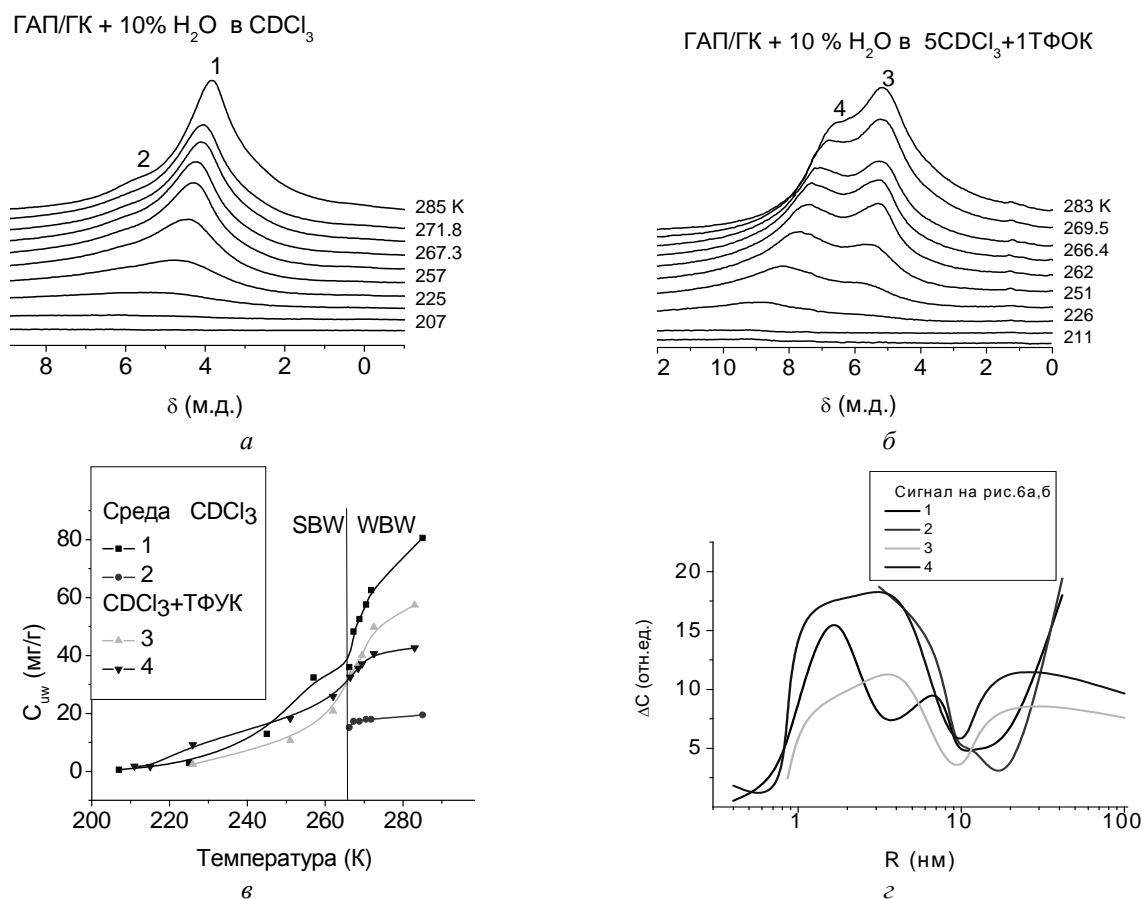 ГАП/ГК + 10% H2O в CDCl3
1
2
285 K
271.8
267.3
257
225
207
8 6 4 2 0
δ (м.д.)
а
ГАП/ГК + 10 % H2O в 5CDCl3+1ТФОК
3
4
283 K
269.5
266.4
262
251
226
211
2 10 8 6 4 2 0
δ (м.д.)
б
Среда CDCl3
1
2
CDCl3+ТФУК
3
4
SBW WBW
80
60
40
20
0
Cuw (мг/г)
200 220 240 260 280
Температура (К)
в
Сигнал на рис.6а,б
1
2
3
4
20
15
10
5
ΔC (отн.ед.)
1 10 100
R (нм)
г